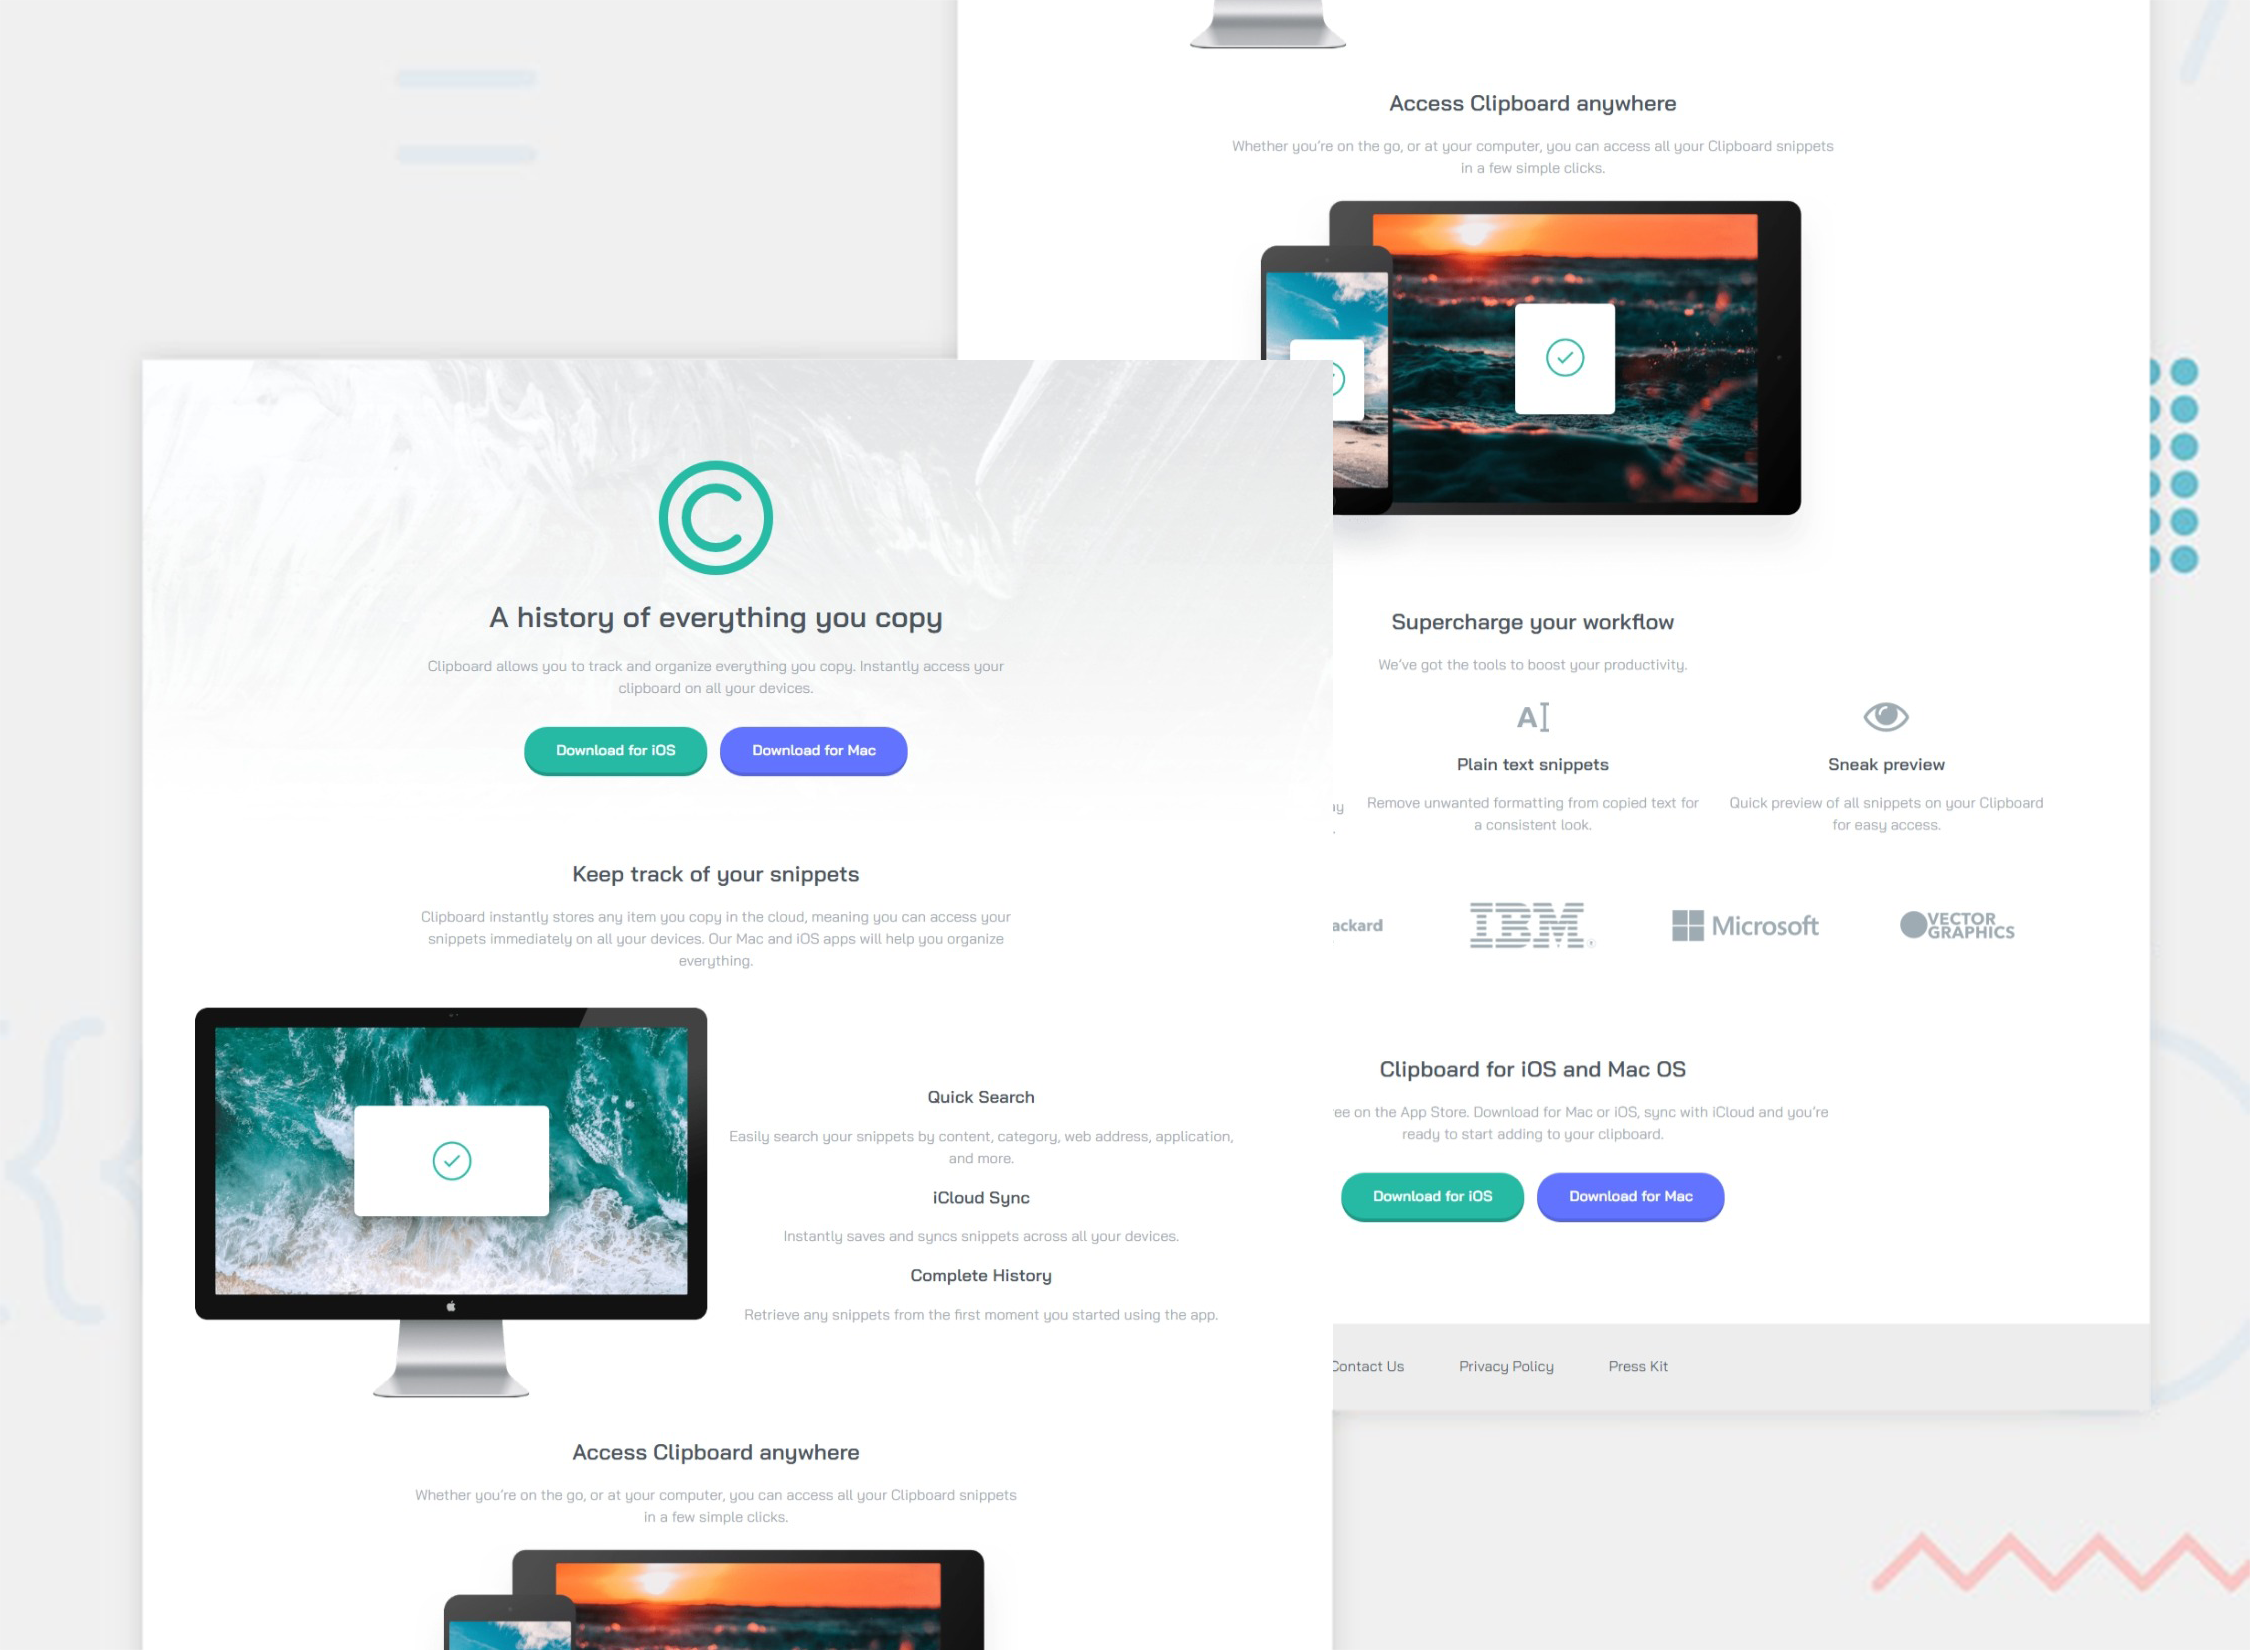 A history of everything you copy
Clipboard allows you to track and organize everything you copy. Instantly access your
clipboard on all your devices.
Download for iOS
Download for Mac
Keep track of your snippets
Clipboard instantly stores any item you copy in the cloud, meaning you can access your
snippets immediately on all your devices. Our Mac and iOS apps will help you organize
everything.
Quick Search
Easily search your snippets by content, category, web address, application,
and more.
iCloud Sync
Instantly saves and syncs snippets across all your devices.
Complete History
Retrieve any snippets from the first moment you started using the app.
Access Clipboard anywhere
Whether you’re on the go, or at your computer, you can access all your Clipboard snippets
in a few simple clicks.
Access Clipboard anywhere
Whether you’re on the go, or at your computer, you can access all your Clipboard snippets
in a few simple clicks.
Supercharge your workflow
We’ve got the tools to boost your productivity.
AI
Plain text snippets
Remove unwanted formatting from copied text for
a consistent look.
Sneak preview
Quick preview of all snippets on your Clipboard
for easy access.
ackard
IBM
Microsoft
VECTOR
GRAPHICS
Clipboard for iOS and Mac OS
ee on the App Store. Download for Mac or iOS, sync with iCloud and you’re
ready to start adding to your clipboard.
Download for iOS
Download for Mac
Contact Us
Privacy Policy
Press Kit